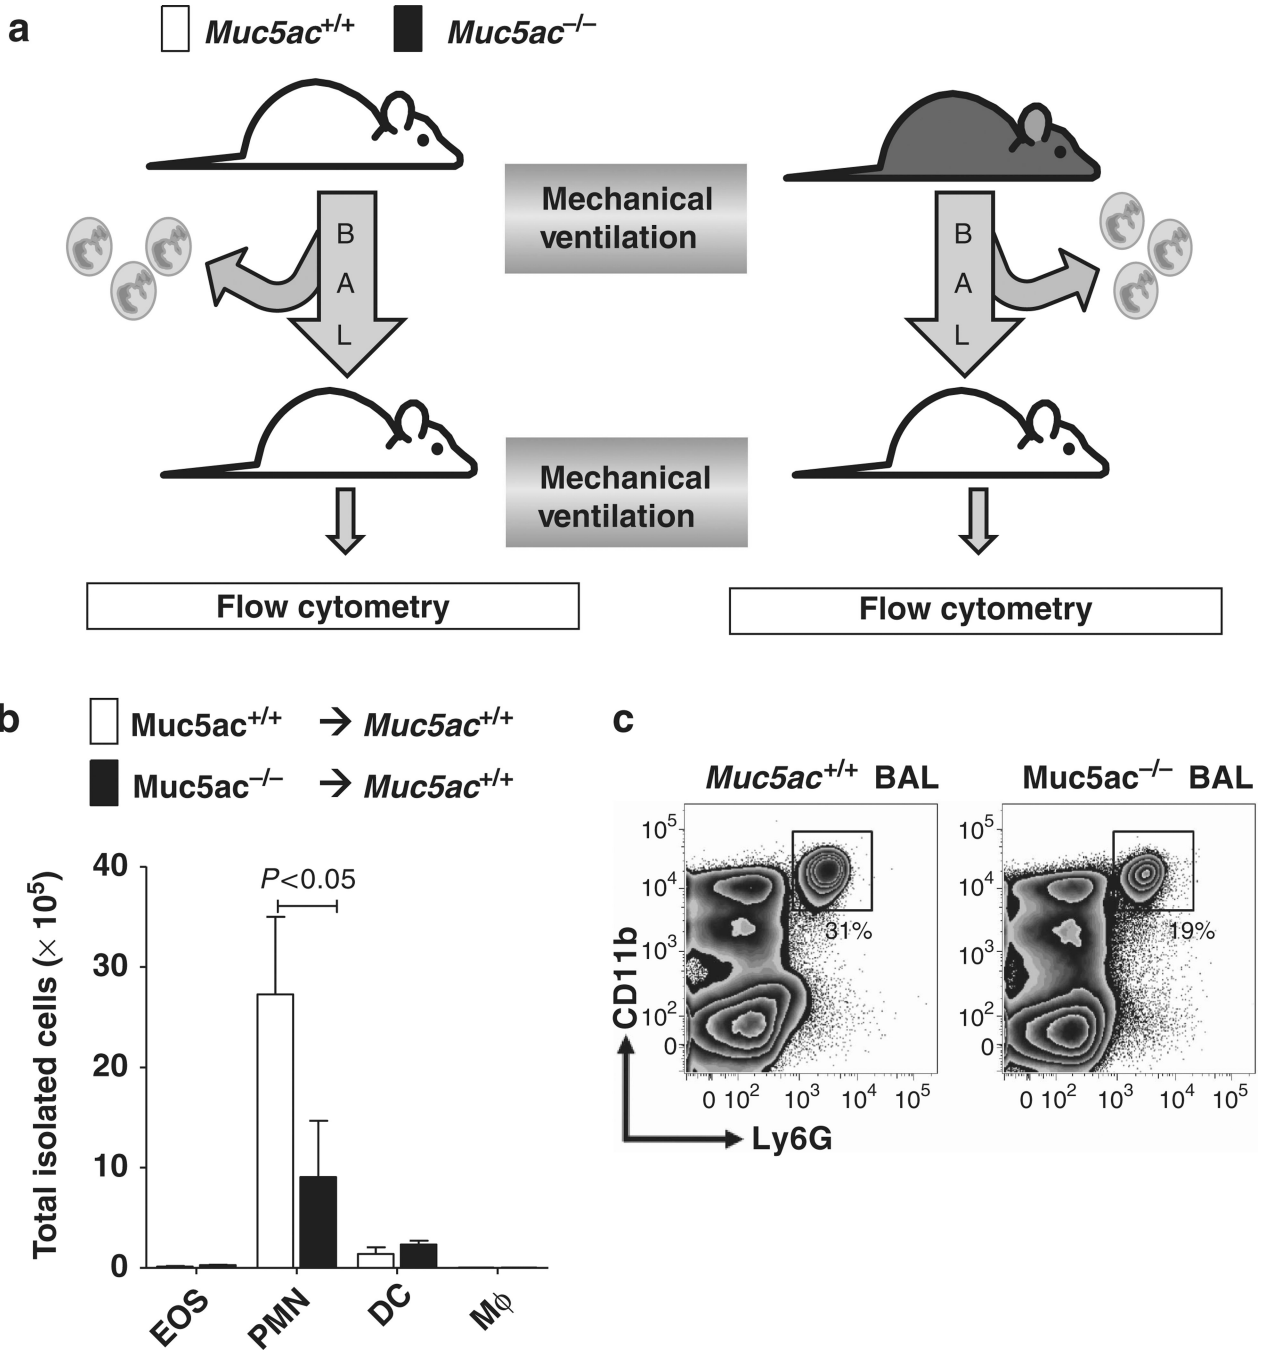 a
Muc5ac+/+ Muc5ac–/–
Mechanical
ventilation
B
A
L
B
A
L
Mechanical
ventilation
Flow cytometry
Flow cytometry
b
Muc5ac+/+ → Muc5ac+/+
Muc5ac–/– → Muc5ac+/+
Total isolated cells (× 10⁵)
40
30
20
10
0
P<0.05
EOS PMN DC Mϕ
c
Muc5ac+/+ BAL
Muc5ac–/– BAL
CD11b
10⁵
10⁴
10³
10²
0
31%
0 10² 10³ 10⁴ 10⁵
10⁵
10⁴
10³
10²
0
19%
0 10² 10³ 10⁴ 10⁵
Ly6G